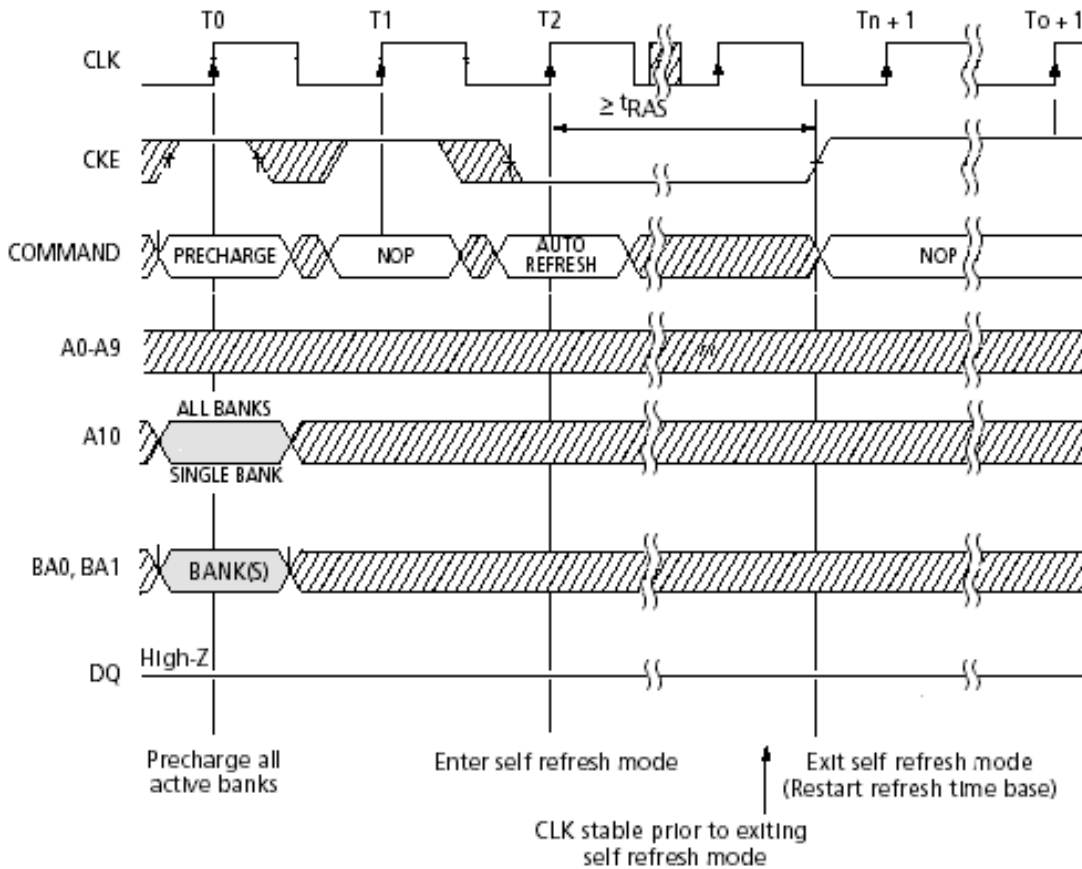 T0 T1 T2 Tn + 1 To + 1
CLK
≥ tRAS
CKE
COMMAND PRECHARGE NOP AUTO REFRESH NOP
A0-A9
ALL BANKS
A10
SINGLE BANK
BA0, BA1 BANK(S)
High-Z
DQ
Precharge all
active banks
Enter self refresh mode
Exit self refresh mode
(Restart refresh time base)
CLK stable prior to exiting
self refresh mode